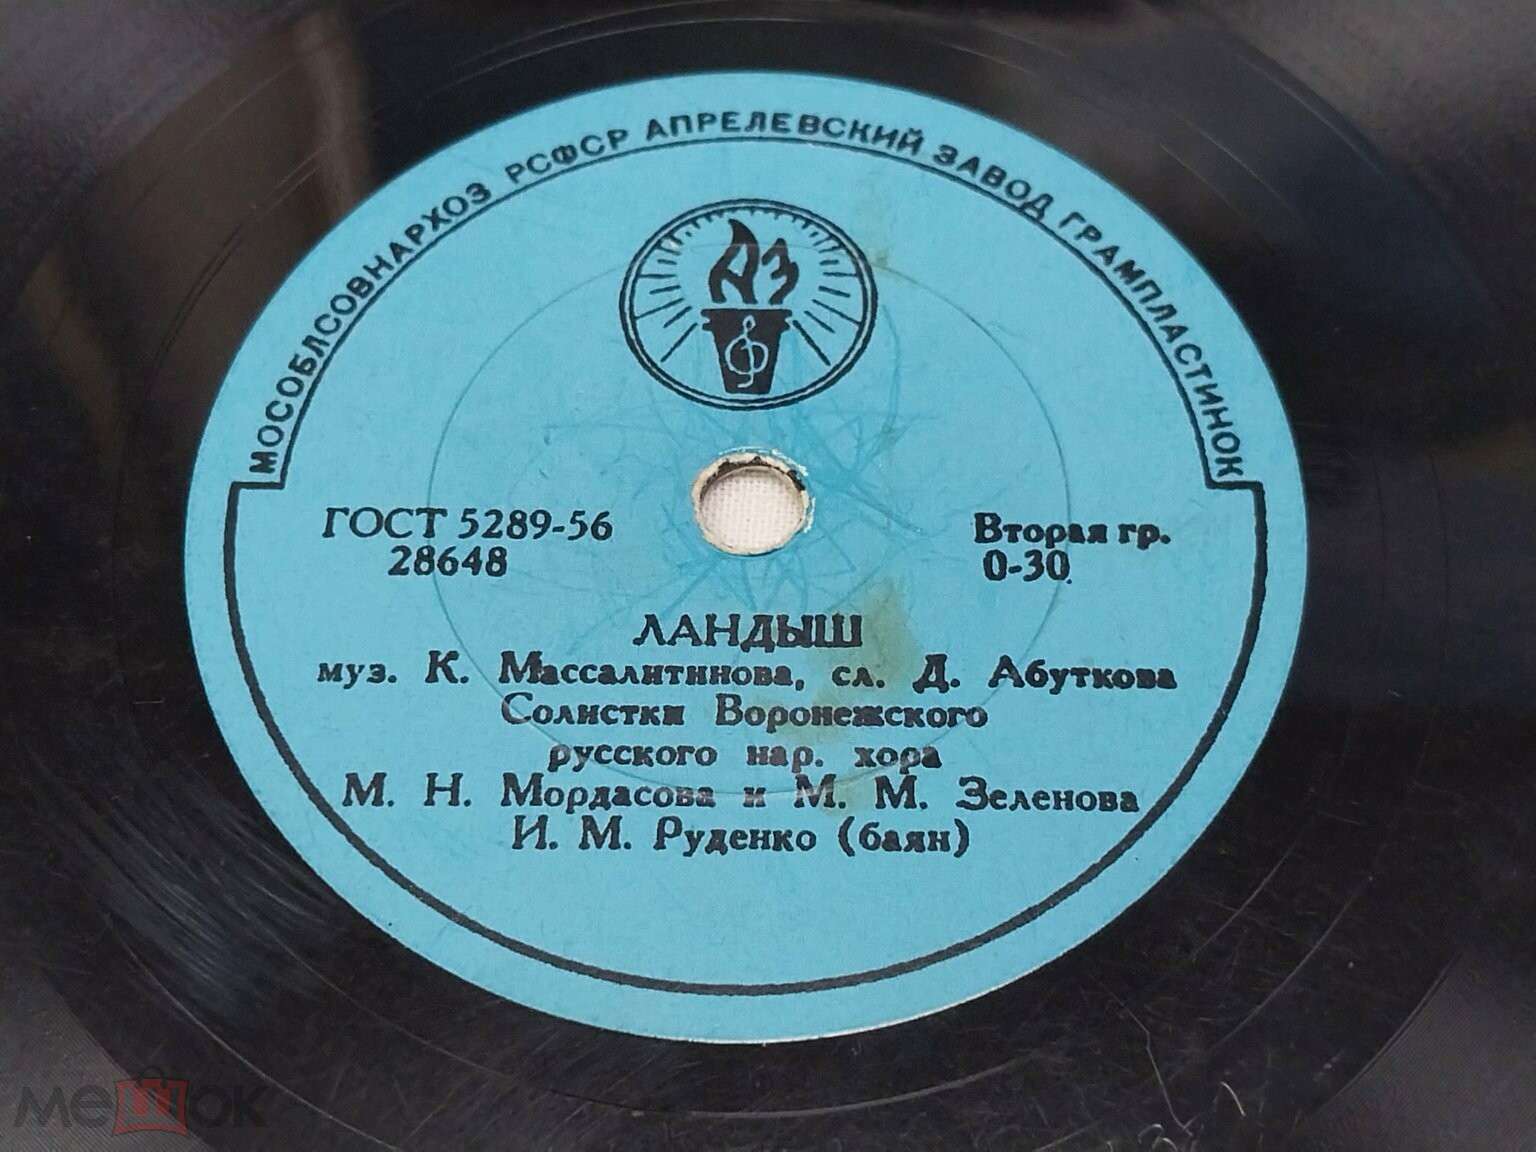 МОСОБЛСОВНАРХОЗ РСФСР АПРЕЛЕВСКИЙ ЗАВОД ГРАМПЛАСТИНОК
АЗ
ГОСТ 5289-56
28648
Вторая гр.
0-30
ЛАНДЫШ
муз. К. Массалитинова, сл. Д. Абуткова
Солистки Воронежского
русского нар. хора
М. Н. Мордасова и М. М. Зеленова
И. М. Руденко (баян)
мешок